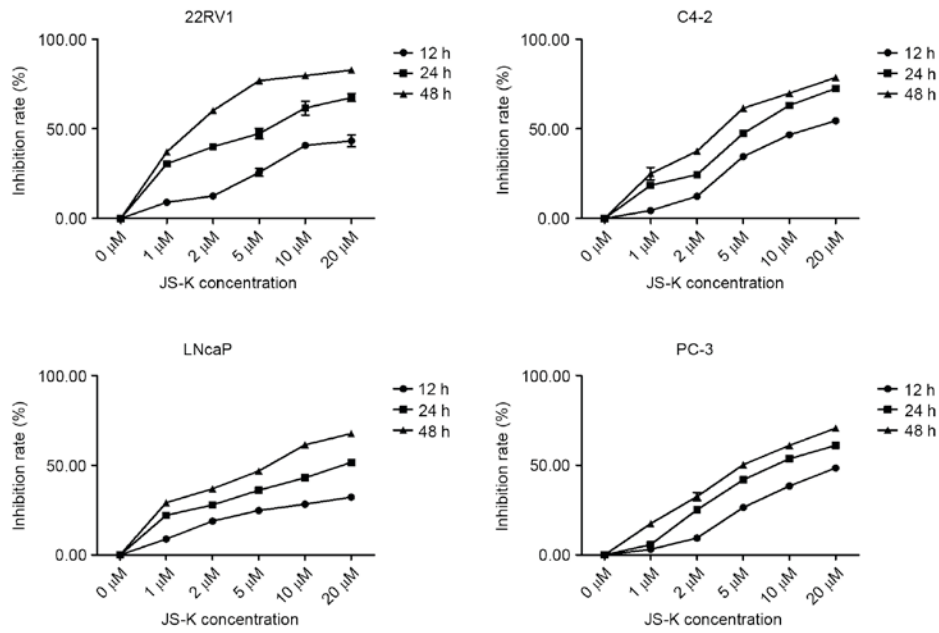 22RV1
100.00
50.00
0.00
Inhibition rate (%)
0 µM
1 µM
2 µM
5 µM
10 µM
20 µM
JS-K concentration
12 h
24 h
48 h
C4-2
100.00
50.00
0.00
Inhibition rate (%)
0 µM
1 µM
2 µM
5 µM
10 µM
20 µM
JS-K concentration
12 h
24 h
48 h
LNcaP
100.00
50.00
0.00
Inhibition rate (%)
0 µM
1 µM
2 µM
5 µM
10 µM
20 µM
JS-K concentration
12 h
24 h
48 h
PC-3
100.00
50.00
0.00
Inhibition rate (%)
0 µM
1 µM
2 µM
5 µM
10 µM
20 µM
JS-K concentration
12 h
24 h
48 h